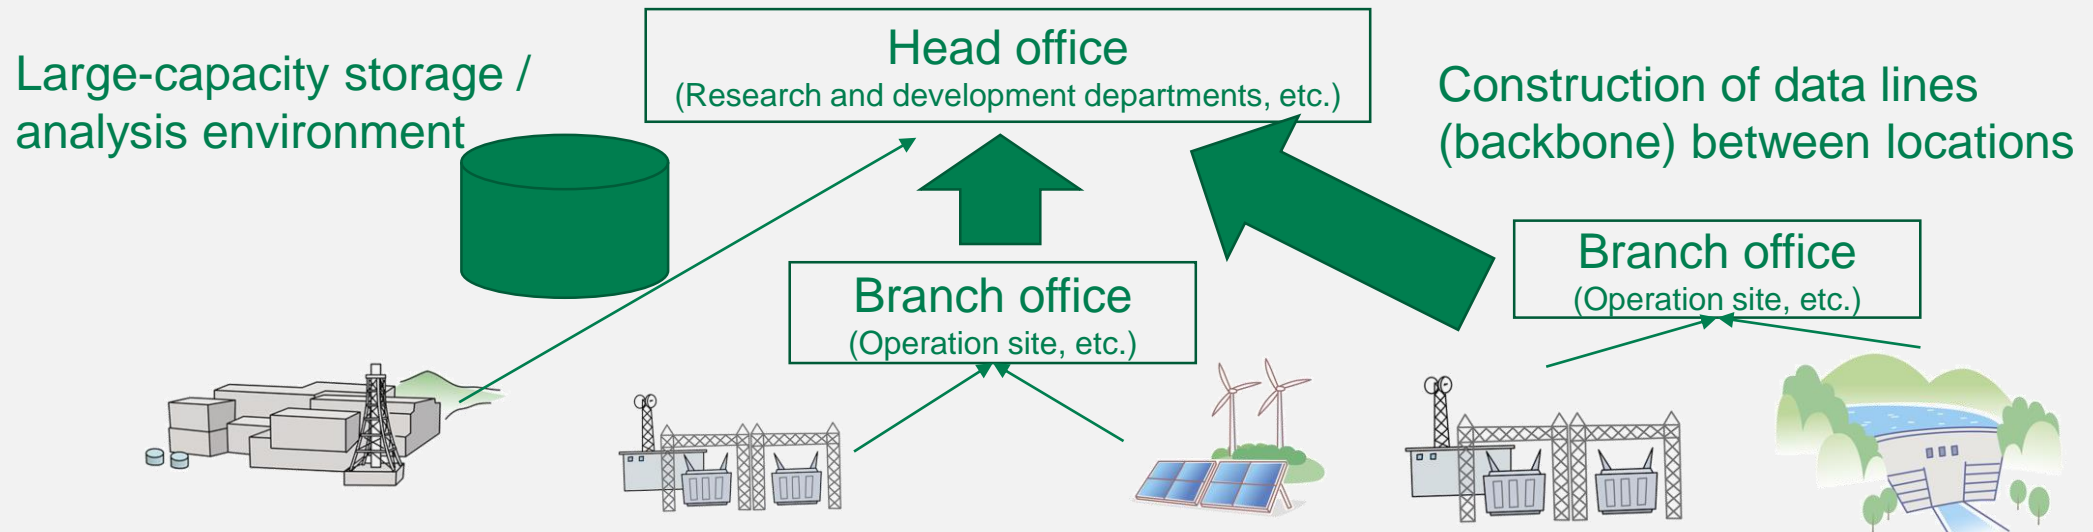 Large-capacity storage /
analysis environment
Head office
(Research and development departments, etc.)
Construction of data lines
(backbone) between locations
Branch office
(Operation site, etc.)
Branch office
(Operation site, etc.)